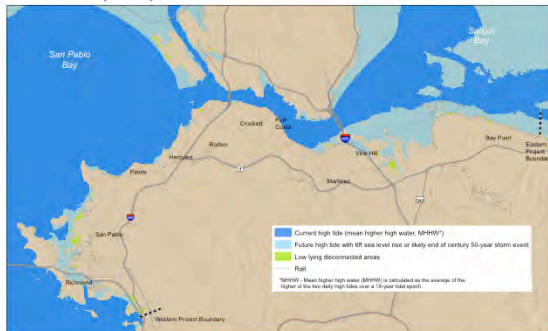 San Pablo
Bay
Suisun
Bay
Crockett
Port
Costa
Rodeo
Hercules
Pinole
4
Vine Hill
Martinez
Bay Point
Eastern
Project
Boundary
242
San Pablo
Richmond
Western Project Boundary
Current high tide (mean higher high water, MHHW*)
Future high tide with 6ft sea level rise or likely end of century 50-year storm event
Low lying disconnected areas
Rail
*MHHW - Mean higher high water (MHHW) is calculated as the average of the
higher of the two daily high tides over a 19-year tidal epoch.